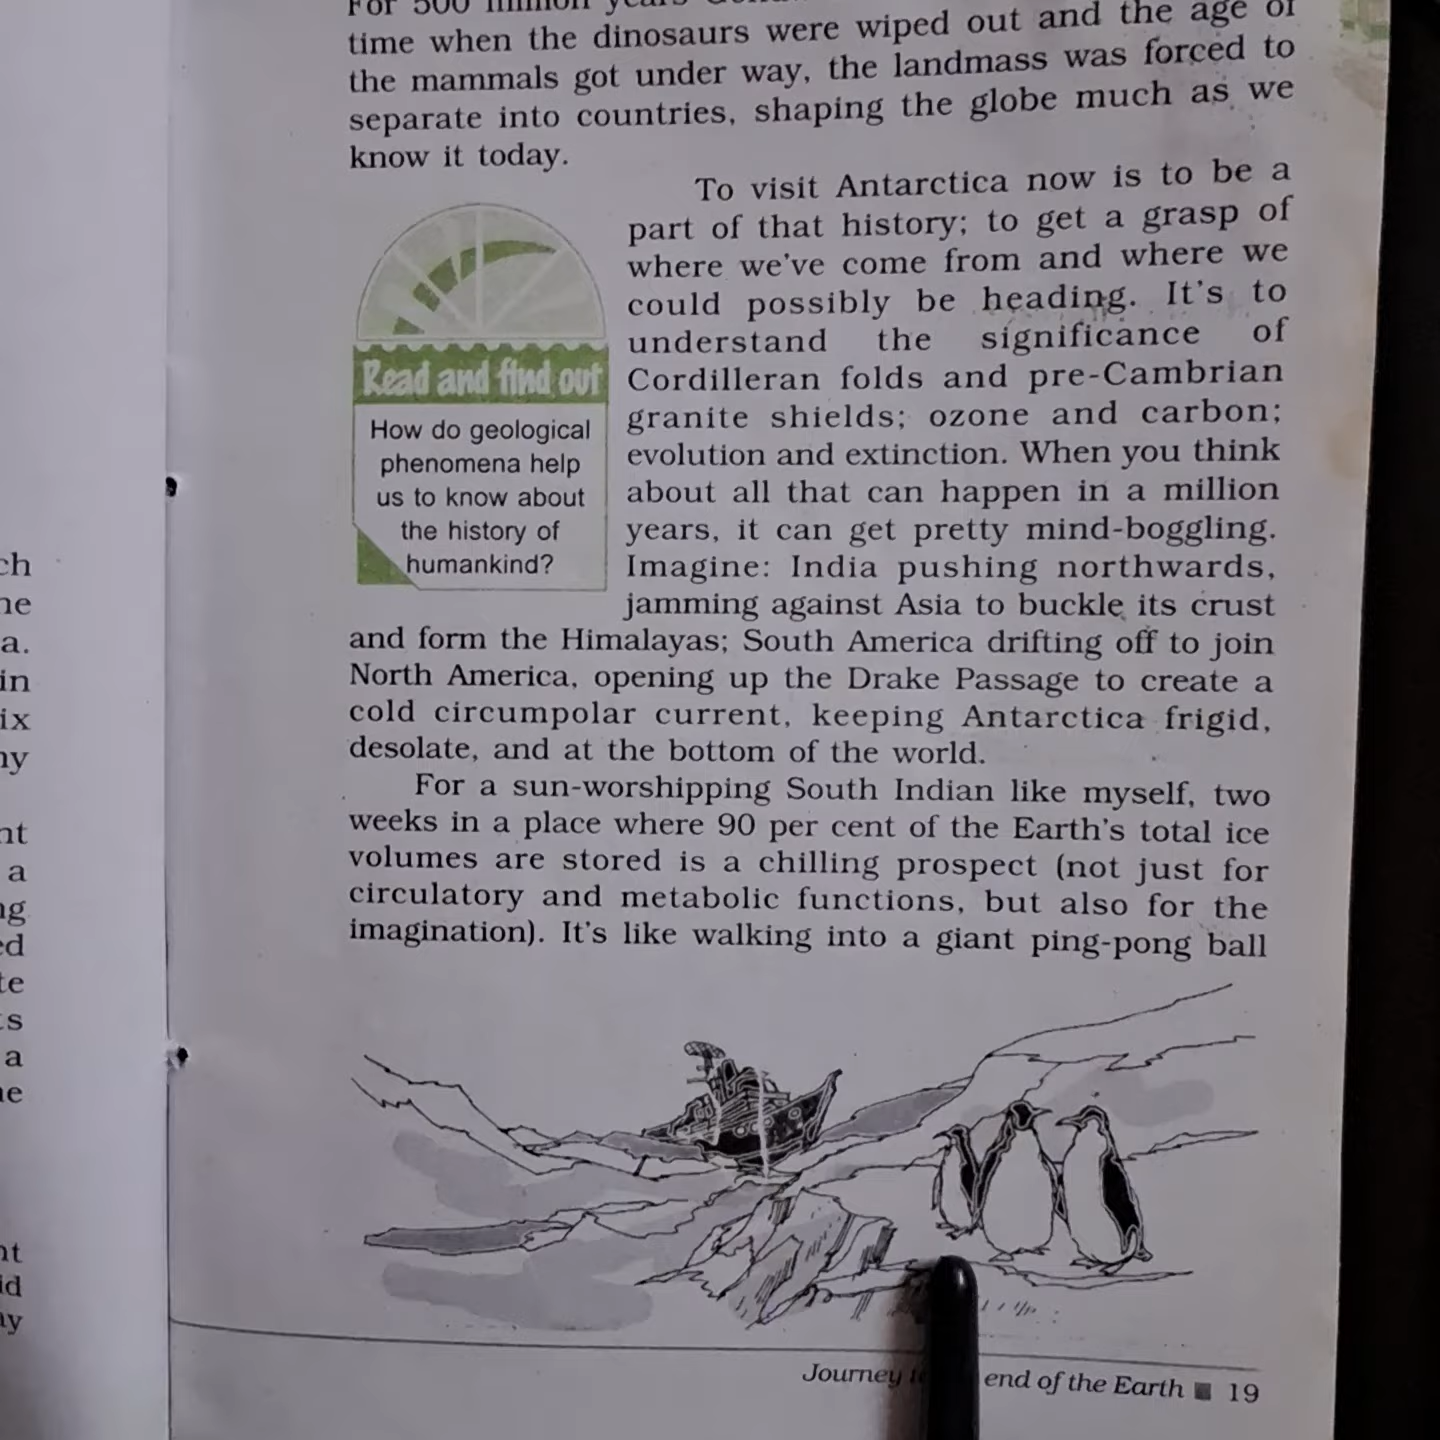 For 500 million years
time when the dinosaurs were wiped out and the age of
the mammals got under way, the landmass was forced to
separate into countries, shaping the globe much as we
know it today.
To visit Antarctica now is to be a
part of that history; to get a grasp of
where we've come from and where we
could possibly be heading. It's to
understand the significance of
Cordilleran folds and pre-Cambrian
granite shields; ozone and carbon;
evolution and extinction. When you think
about all that can happen in a million
years, it can get pretty mind-boggling.
Imagine: India pushing northwards,
jamming against Asia to buckle its crust
and form the Himalayas; South America drifting off to join
North America, opening up the Drake Passage to create a
cold circumpolar current, keeping Antarctica frigid,
desolate, and at the bottom of the world.
Read and find out
How do geological
phenomena help
us to know about
the history of
humankind?
For a sun-worshipping South Indian like myself, two
weeks in a place where 90 per cent of the Earth's total ice
volumes are stored is a chilling prospect (not just for
circulatory and metabolic functions, but also for the
imagination). It's like walking into a giant ping-pong ball
Journey end of the Earth 19